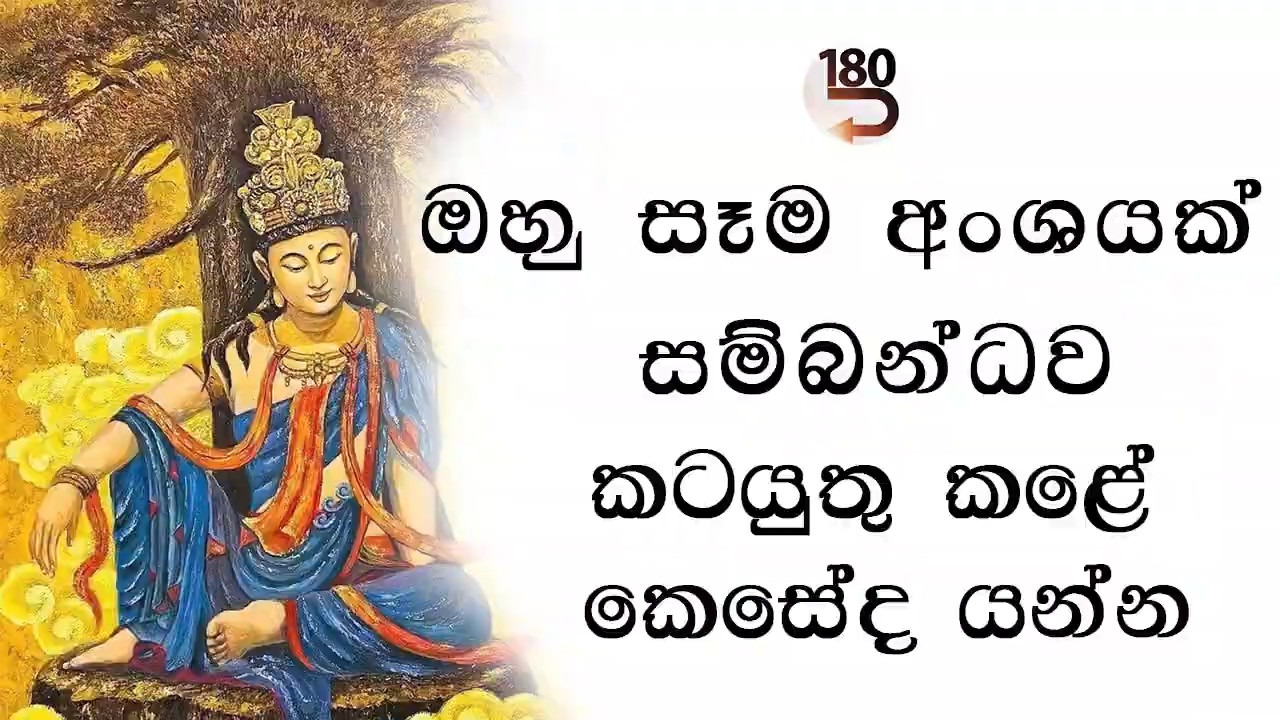 180
ඔහු සෑම අංශයක්
සම්බන්ධව
කටයුතු කළේ
කෙසේද යන්න